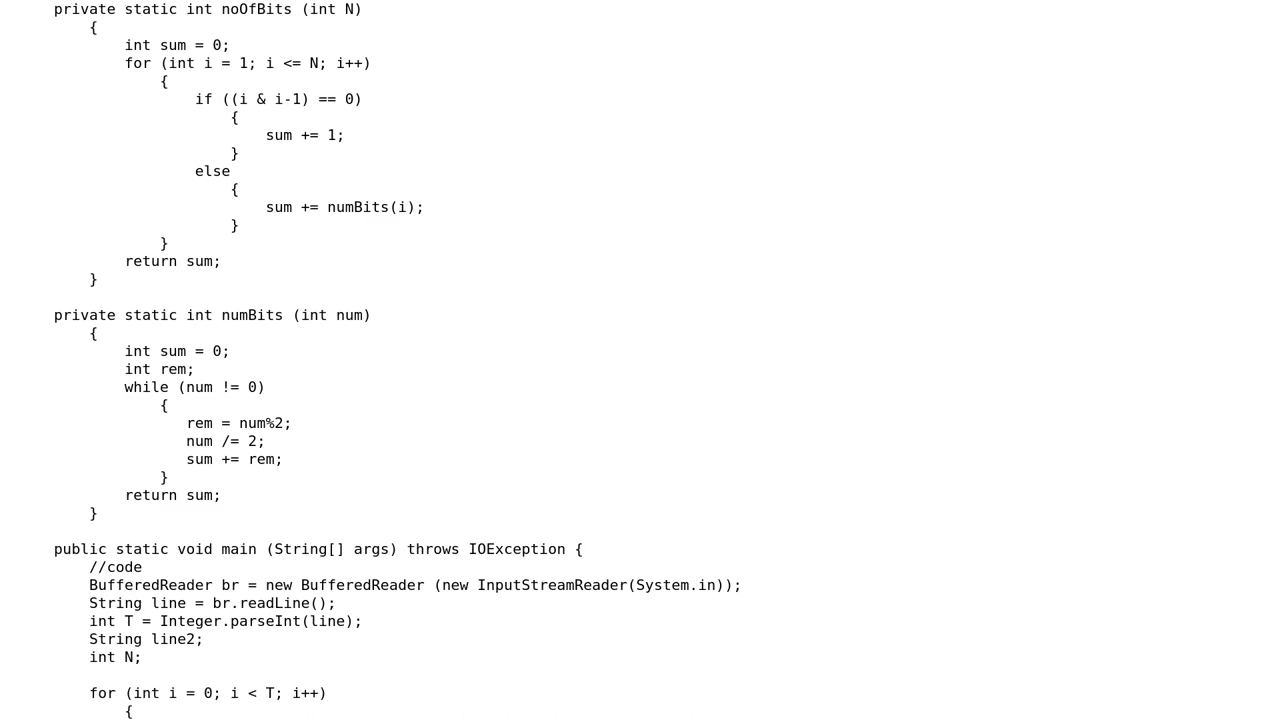 private static int noOfBits (int N)
{
int sum = 0;
for (int i = 1; i <= N; i++)
{
if ((i & i-1) == 0)
{
sum += 1;
}
else
{
sum += numBits(i);
}
}
return sum;
}
private static int numBits (int num)
{
int sum = 0;
int rem;
while (num != 0)
{
rem = num%2;
num /= 2;
sum += rem;
}
return sum;
}
public static void main (String[] args) throws IOException {
//code
BufferedReader br = new BufferedReader (new InputStreamReader(System.in));
String line = br.readLine();
int T = Integer.parseInt(line);
String line2;
int N;
for (int i = 0; i < T; i++)
{